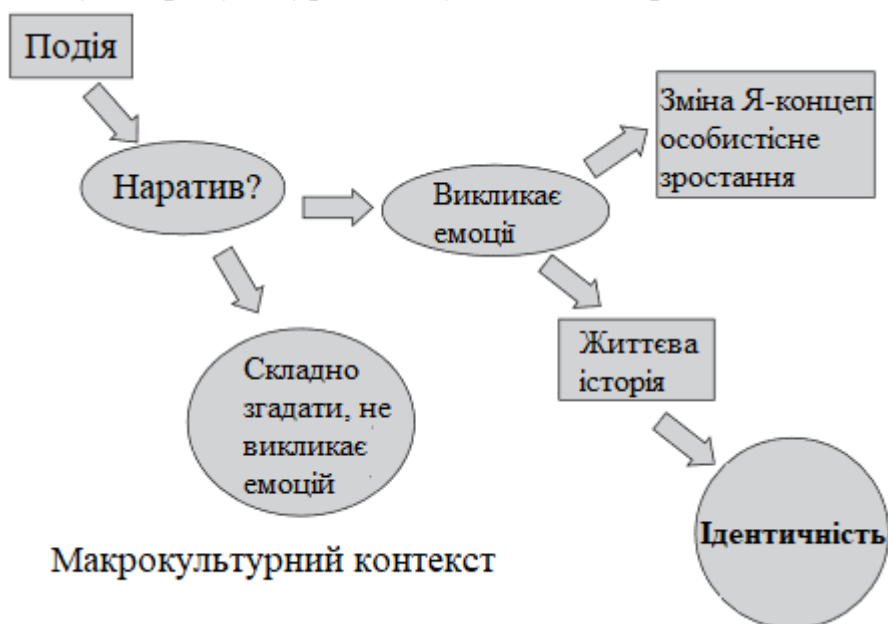 Подія
Наратив?
Викликає
емоції
Зміна Я-концеп
особистісне
зростання
Складно
згадати, не
викликає
емоцій
Життєва
історія
Ідентичність
Макрокультурний контекст